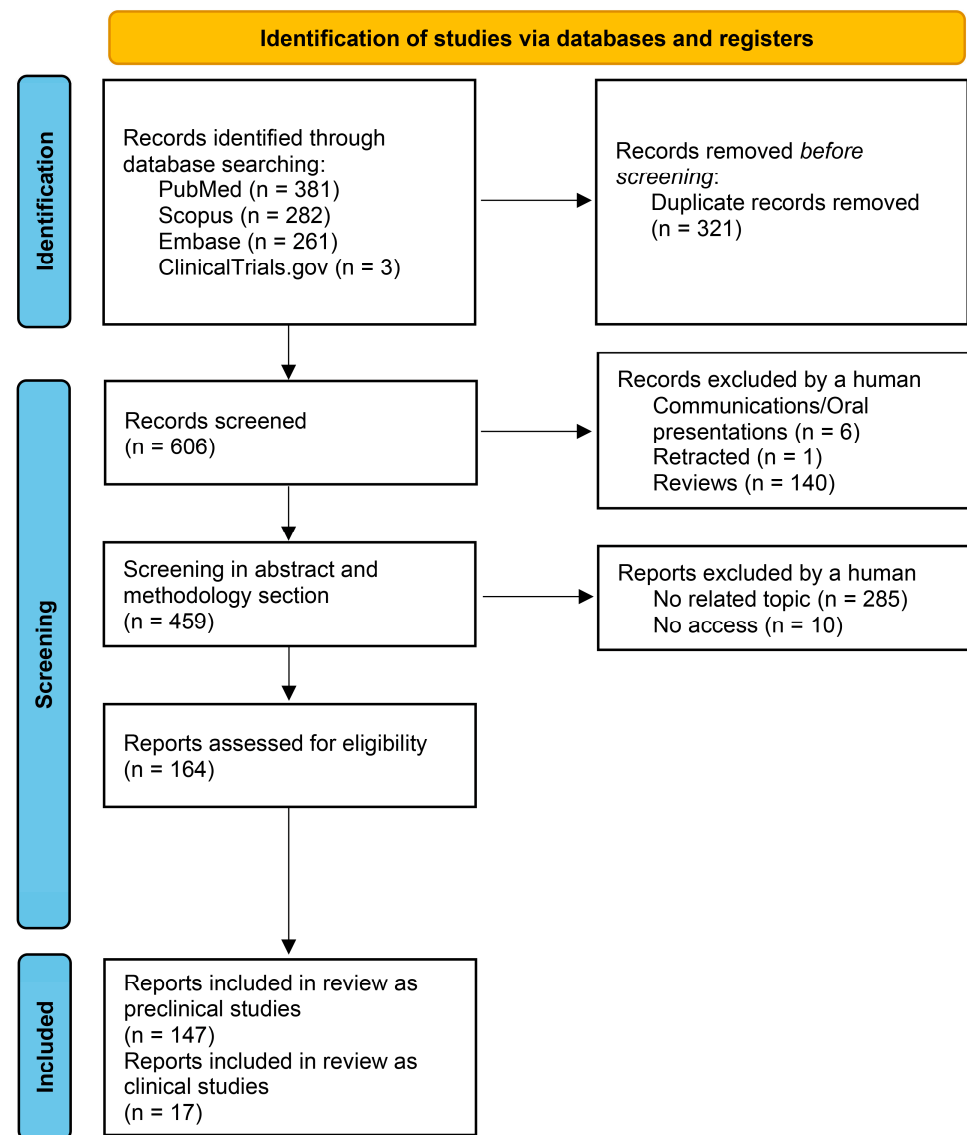 Identification of studies via databases and registers
Identification
Records identified through
database searching:
PubMed (n = 381)
Scopus (n = 282)
Embase (n = 261)
ClinicalTrials.gov (n = 3)
Records removed before
screening:
Duplicate records removed
(n = 321)
Screening
Records screened
(n = 606)
Records excluded by a human
Communications/Oral
presentations (n = 6)
Retracted (n = 1)
Reviews (n = 140)
Screening in abstract and
methodology section
(n = 459)
Reports excluded by a human
No related topic (n = 285)
No access (n = 10)
Reports assessed for eligibility
(n = 164)
Included
Reports included in review as
preclinical studies
(n = 147)
Reports included in review as
clinical studies
(n = 17)